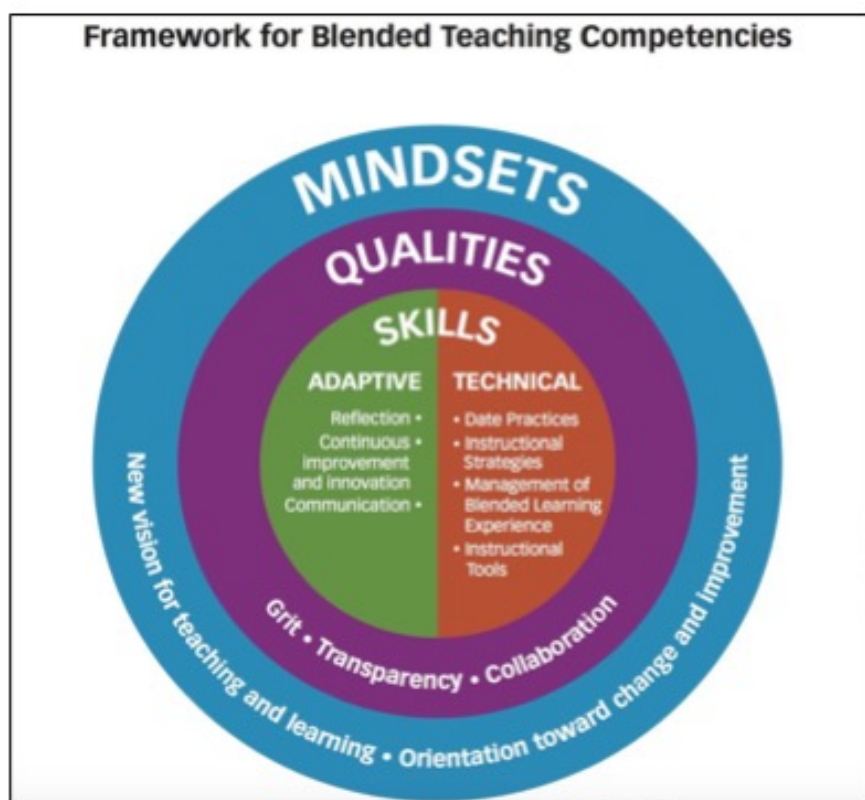 Framework for Blended Teaching Competencies
MINDSETS
QUALITIES
SKILLS
ADAPTIVE
Reflection •
Continuous •
improvement
and innovation
Communication •
TECHNICAL
• Date Practices
• Instructional
Strategies
• Management of
Blended Learning
Experience
• Instructional
Tools
Grit • Transparency • Collaboration
New vision for teaching and learning • Orientation toward change and improvement